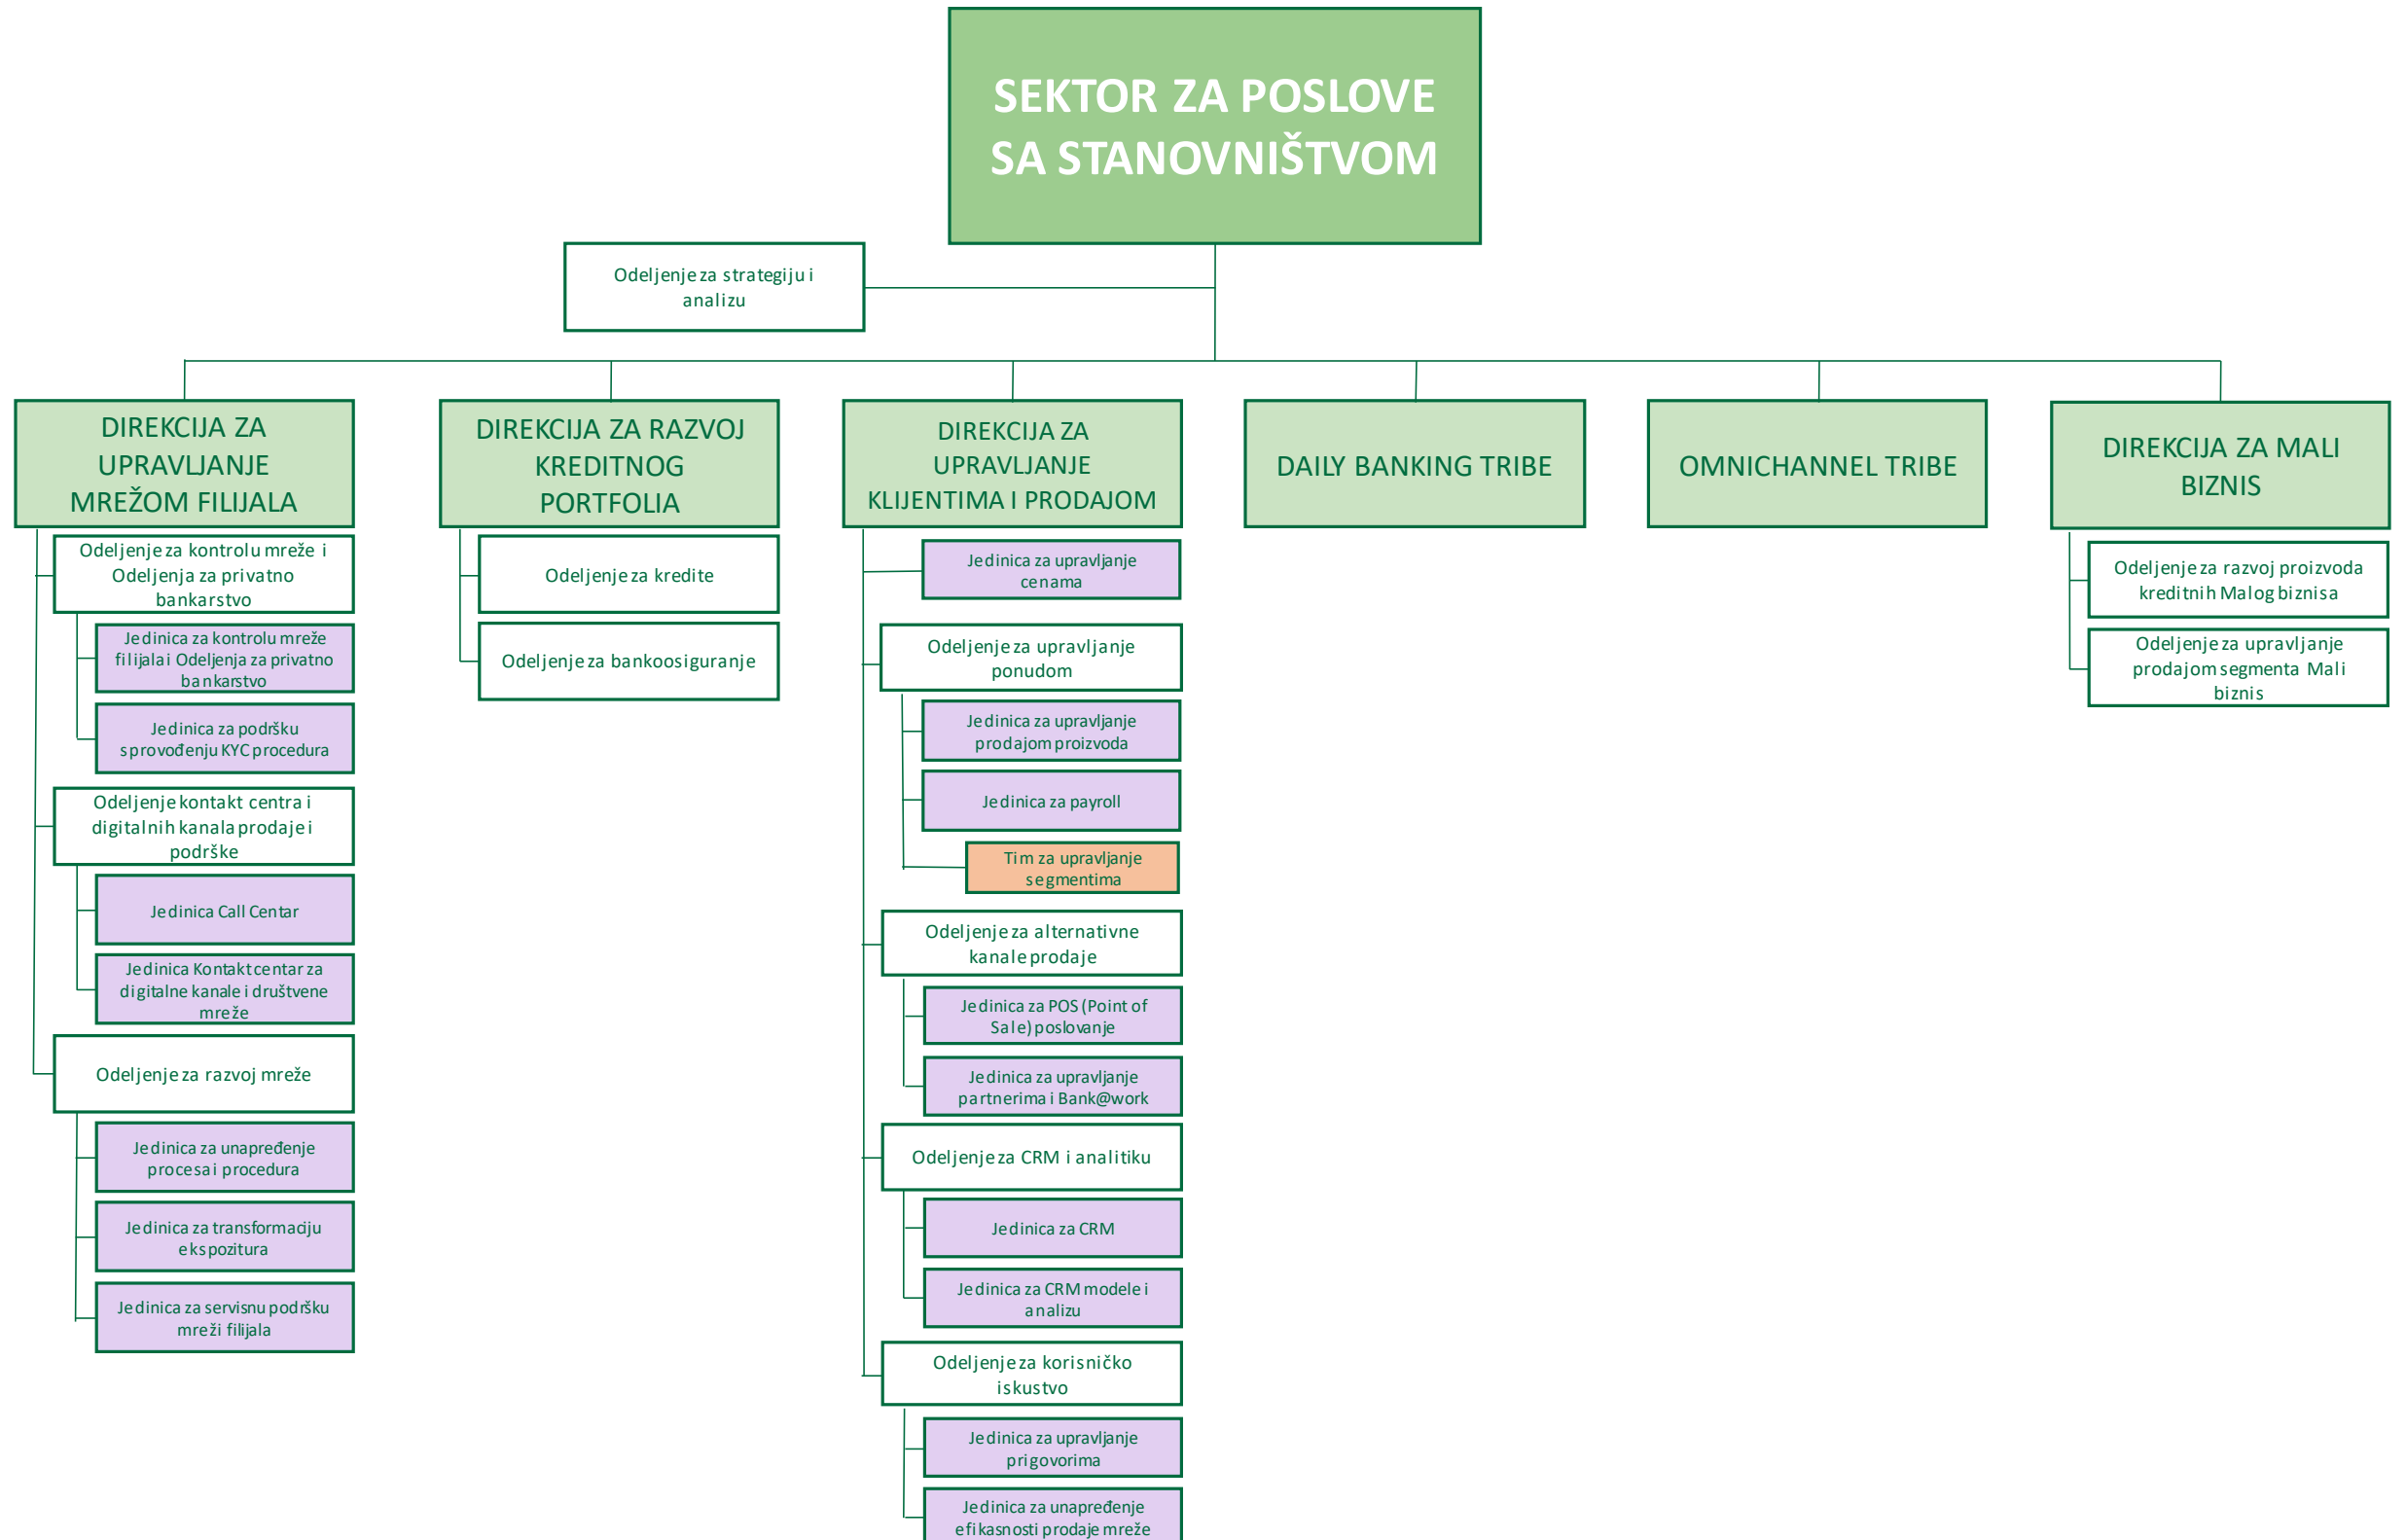 SEKTOR ZA POSLOVE
SA STANOVNIŠTVOM
Odeljenje za strategiju i
analizu
DIREKCIJA ZA
UPRAVLJANJE
MREŽOM FILIJALA
Odeljenje za kontrolu mreže i
Odeljenja za privatno
bankarstvo
Jedinica za kontrolu mreže
filijala i Odeljenja za privatno
bankarstvo
Jedinica za podršku
sprovođenju KYC procedura
Odeljenje kontakt centra i
digitalnih kanala prodaje i
podrške
Jedinica Call Centar
Jedinica Kontakt centar za
digitalne kanale i društvene
mreže
Odeljenje za razvoj mreže
Jedinica za unapređenje
procesa i procedura
Jedinica za transformaciju
ekspozitura
Jedinica za servisnu podršku
mreži filijala
DIREKCIJA ZA RAZVOJ
KREDITNOG
PORTFOLIA
Odeljenje za kredite
Odeljenje za bankoosiguranje
DIREKCIJA ZA
UPRAVLJANJE
KLIJENTIMA I PRODAJOM
Jedinica za upravljanje
cenama
Odeljenje za upravljanje
ponudom
Jedinica za upravljanje
prodajom proizvoda
Jedinica za payroll
Tim za upravljanje
segmentima
Odeljenje za alternativne
kanale prodaje
Jedinica za POS (Point of
Sale) poslovanje
Jedinica za upravljanje
partnerima i Bank@work
Odeljenje za CRM i analitiku
Jedinica za CRM
Jedinica za CRM modele i
analizu
Odeljenje za korisničko
iskustvo
Jedinica za upravljanje
prigovorima
Jedinica za unapređenje
efikasnosti prodaje mreže
DAILY BANKING TRIBE
OMNICHANNEL TRIBE
DIREKCIJA ZA MALI
BIZNIS
Odeljenje za razvoj proizvoda
kreditnih Malog biznisa
Odeljenje za upravljanje
prodajom segmenta Mali
biznis